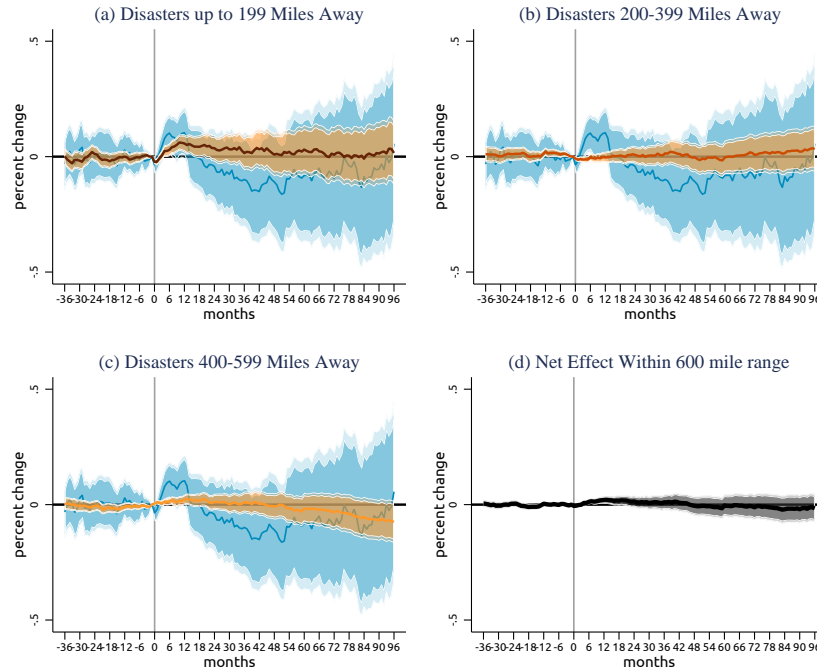 (a) Disasters up to 199 Miles Away
.5
0
-.5
percent change
-36-30-24-18-12-6 0 6 12 18 24 30 36 42 48 54 60 66 72 78 84 90 96
months
(b) Disasters 200-399 Miles Away
.5
0
-.5
percent change
-36-30-24-18-12-6 0 6 12 18 24 30 36 42 48 54 60 66 72 78 84 90 96
months
(c) Disasters 400-599 Miles Away
.5
0
-.5
percent change
-36-30-24-18-12-6 0 6 12 18 24 30 36 42 48 54 60 66 72 78 84 90 96
months
(d) Net Effect Within 600 mile range
.5
0
-.5
percent change
-36-30-24-18-12-6 0 6 12 18 24 30 36 42 48 54 60 66 72 78 84 90 96
months